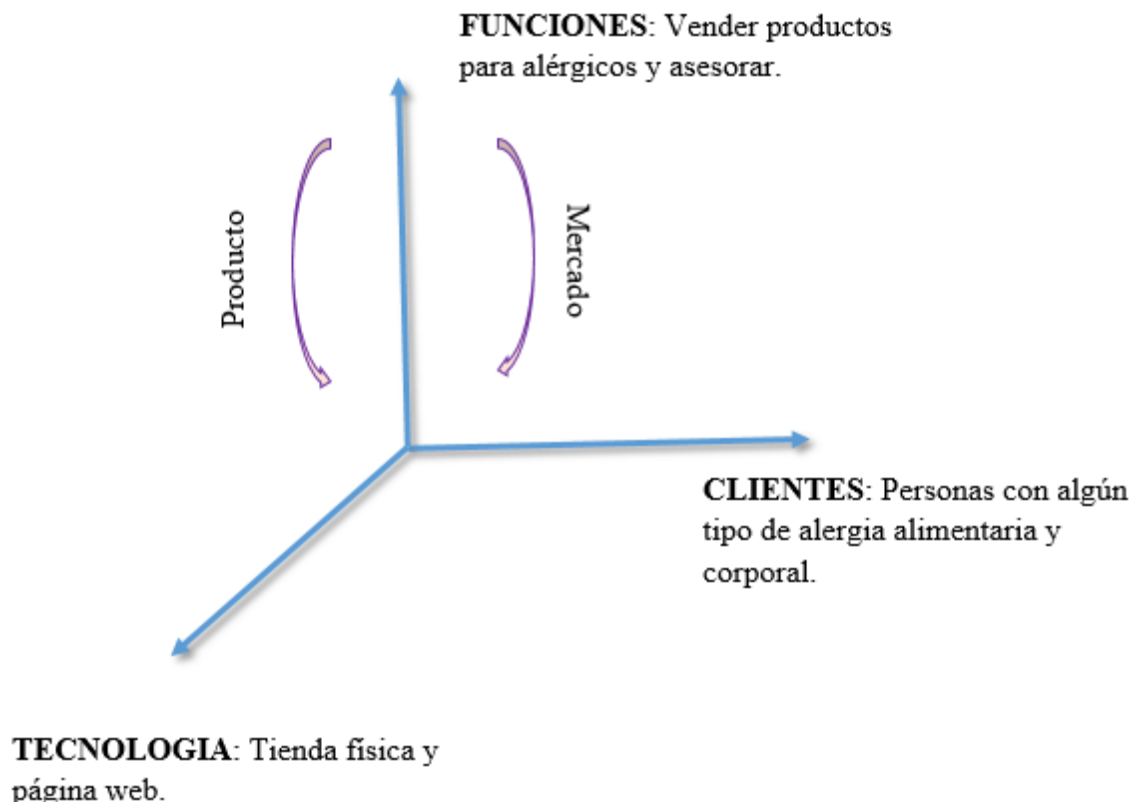 FUNCIONES: Vender productos
para alérgicos y asesorar.
Producto
Mercado
CLIENTES: Personas con algún
tipo de alergia alimentaria y
corporal.
TECNOLOGIA: Tienda física y
página web.